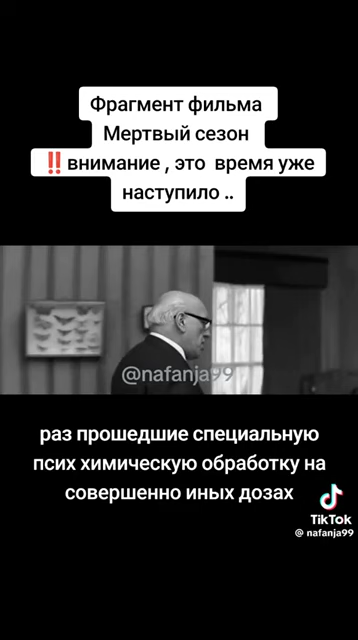 Фрагмент фильма
Мертвый сезон
‼️внимание , это время уже
наступило ..
@nafanja99
раз прошедшие специальную
псих химическую обработку на
совершенно иных дозах
TikTok
@ nafanja99